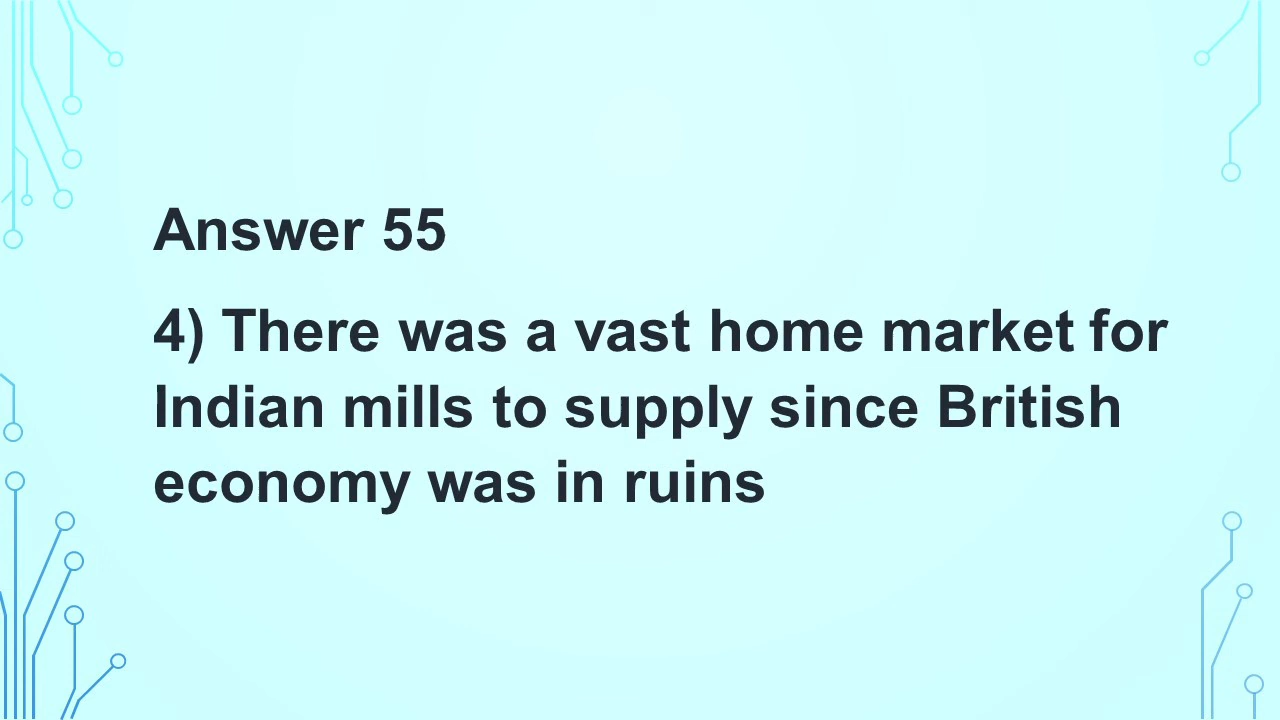 Answer 55
4) There was a vast home market for
Indian mills to supply since British
economy was in ruins